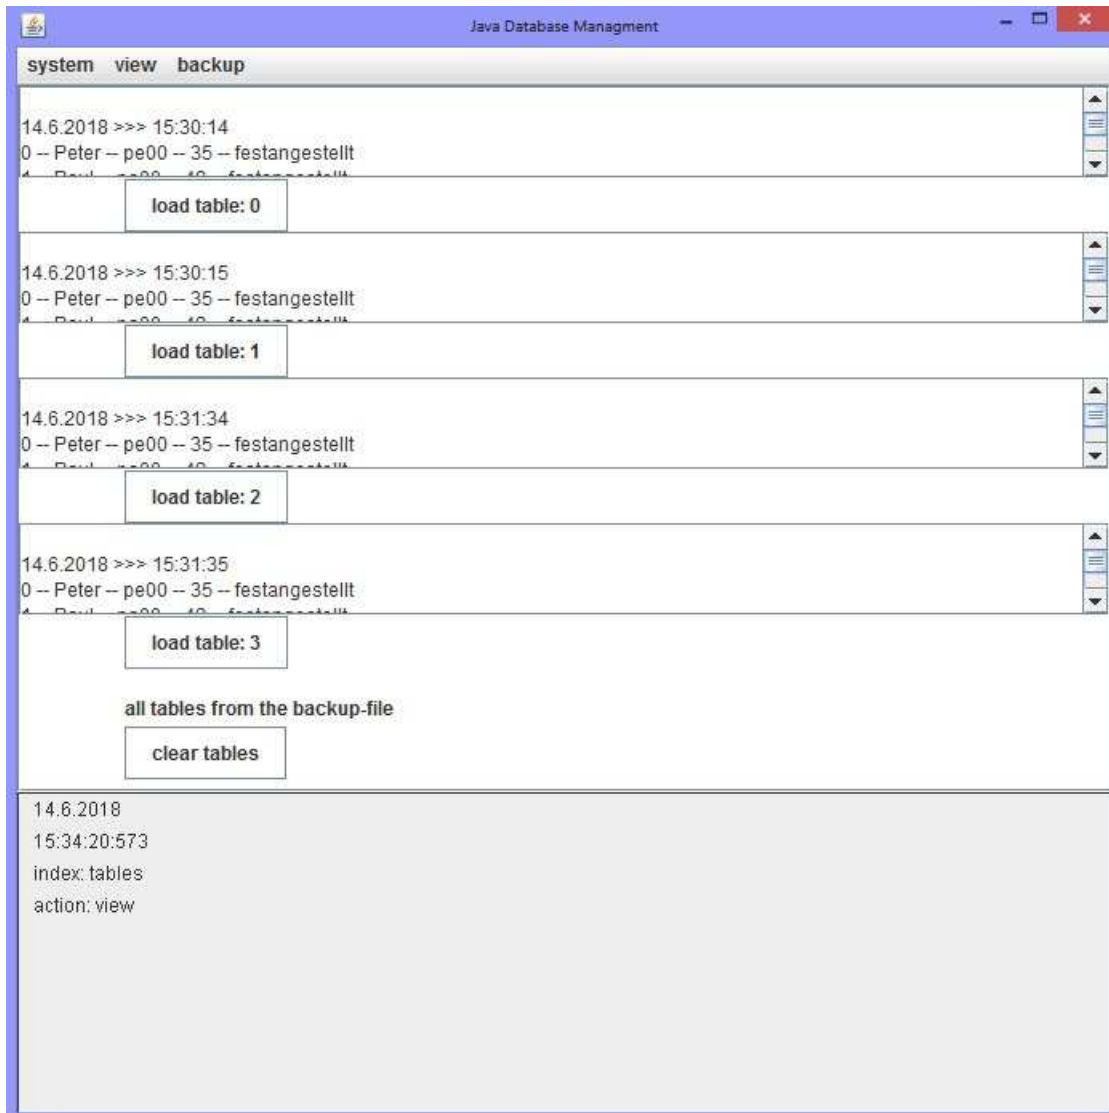 Java Database Managment
system view backup
14.6.2018 >>> 15:30:14
0 -- Peter -- pe00 -- 35 -- festangestellt
load table: 0
14.6.2018 >>> 15:30:15
0 -- Peter -- pe00 -- 35 -- festangestellt
load table: 1
14.6.2018 >>> 15:31:34
0 -- Peter -- pe00 -- 35 -- festangestellt
load table: 2
14.6.2018 >>> 15:31:35
0 -- Peter -- pe00 -- 35 -- festangestellt
load table: 3
all tables from the backup-file
clear tables
14.6.2018
15:34:20:573
index: tables
action: view